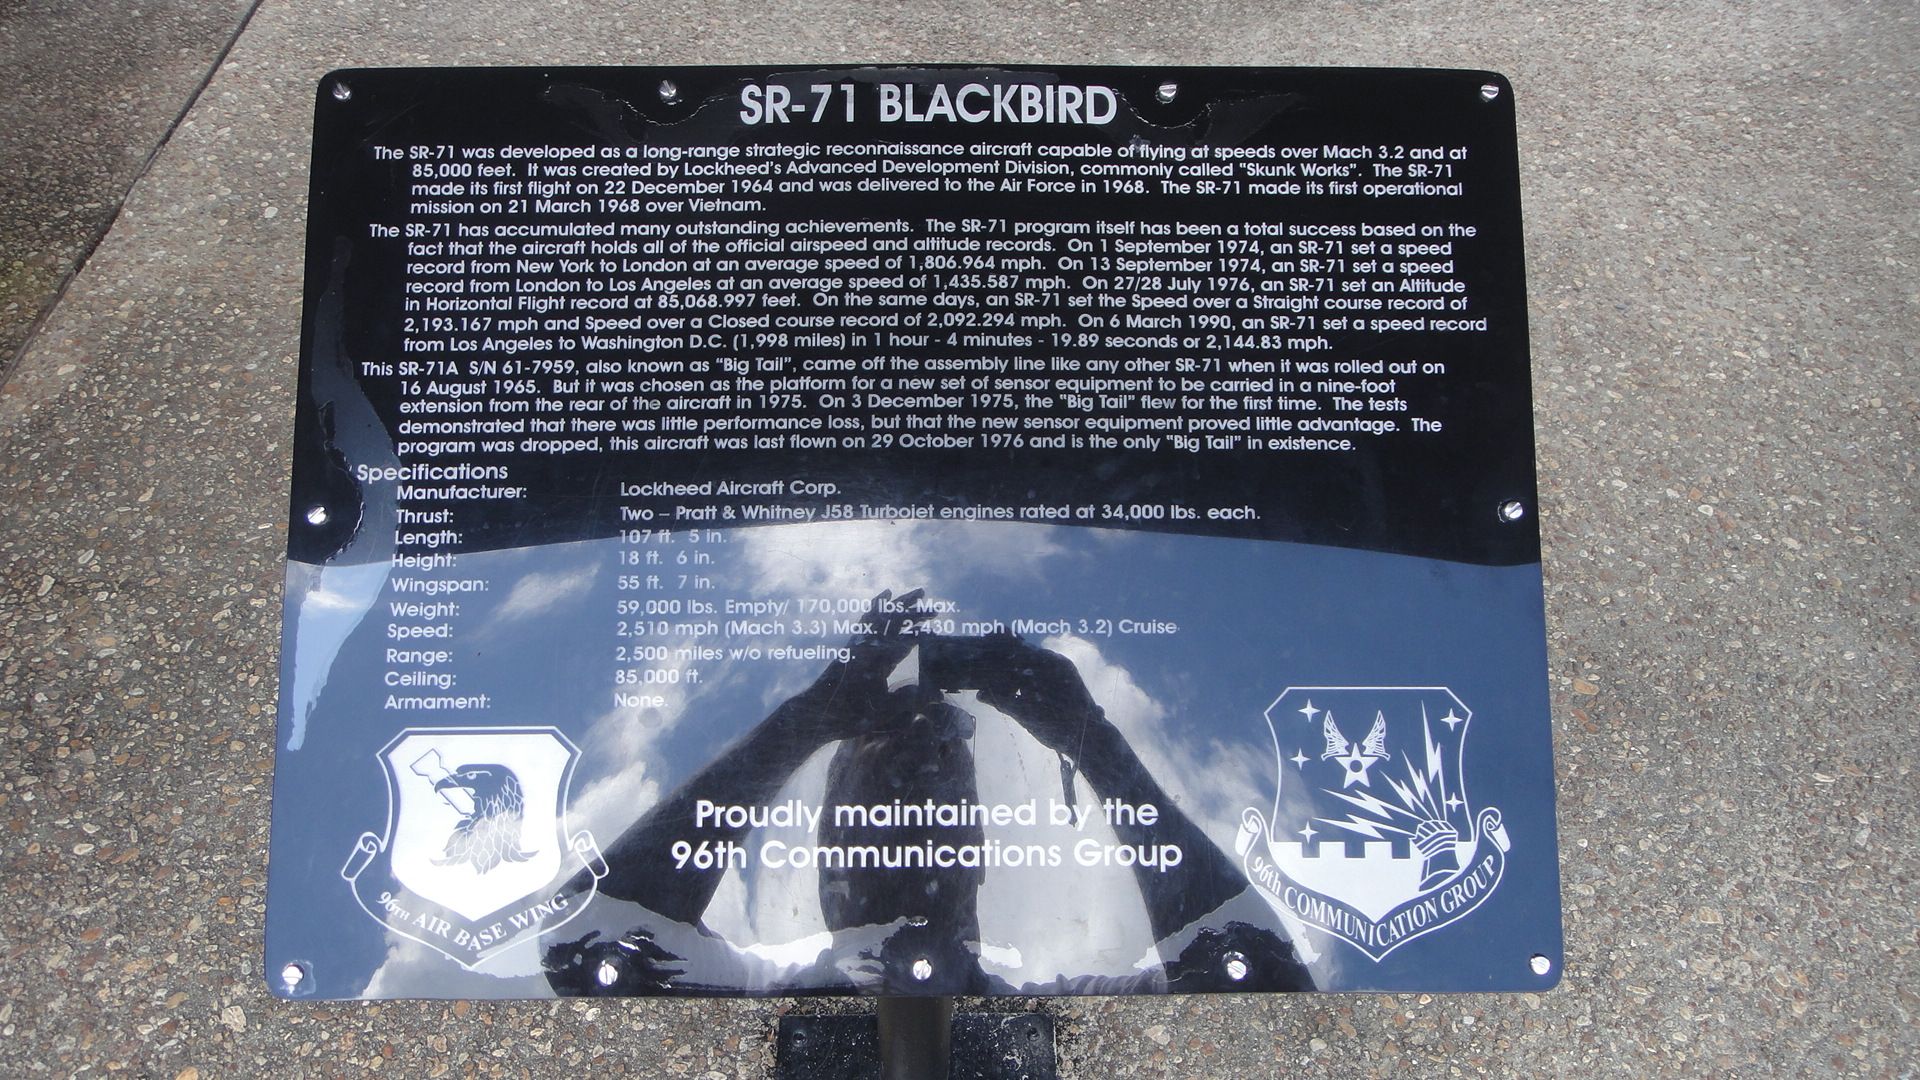 SR-71 BLACKBIRD
The SR-71 was developed as a long-range strategic reconnaissance aircraft capable of flying at speeds over Mach 3.2 and at
85,000 feet. It was created by Lockheed's Advanced Development Division, commonly called "Skunk Works". The SR-71
made its first flight on 22 December 1964 and was delivered to the Air Force in 1968. The SR-71 made its first operational
mission on 21 March 1968 over Vietnam.
The SR-71 has accumulated many outstanding achievements. The SR-71 program itself has been a total success based on the
fact that the aircraft holds all of the official airspeed and altitude records. On 1 September 1974, an SR-71 set a speed
record from New York to London at an average speed of 1,806.964 mph. On 13 September 1974, an SR-71 set a speed
record from London to Los Angeles at an average speed of 1,435.587 mph. On 27/28 July 1976, an SR-71 set an Altitude
in Horizontal Flight record at 85,068.997 feet. On the same days, an SR-71 set the Speed over a Straight course record of
2,193.167 mph and Speed over a Closed course record of 2,092.294 mph. On 6 March 1990, an SR-71 set a speed record
from Los Angeles to Washington D.C. (1,998 miles) in 1 hour - 4 minutes - 19.89 seconds or 2,144.83 mph.
This SR-71A S/N 61-7959, also known as "Big Tail", came off the assembly line like any other SR-71 when it was rolled out on
16 August 1965. But it was chosen as the platform for a new set of sensor equipment to be carried in a nine-foot
extension from the rear of the aircraft in 1975. On 3 December 1975, the "Big Tail" flew for the first time. The tests
demonstrated that there was little performance loss, but that the new sensor equipment proved little advantage. The
program was dropped, this aircraft was last flown on 29 October 1976 and is the only "Big Tail" in existence.
Specifications
Manufacturer: Lockheed Aircraft Corp.
Thrust: Two – Pratt & Whitney J58 Turbojet engines rated at 34,000 lbs. each.
Length: 107 ft. 5 in.
Height: 18 ft. 6 in.
Wingspan: 55 ft. 7 in.
Weight: 59,000 lbs. Empty/ 170,000 lbs. Max.
Speed: 2,510 mph (Mach 3.3) Max. / 2,430 mph (Mach 3.2) Cruise
Range: 2,500 miles w/o refueling.
Ceiling: 85,000 ft.
Armament: None.
Proudly maintained by the
96th Communications Group
96TH AIR BASE WING
96th COMMUNICATION GROUP